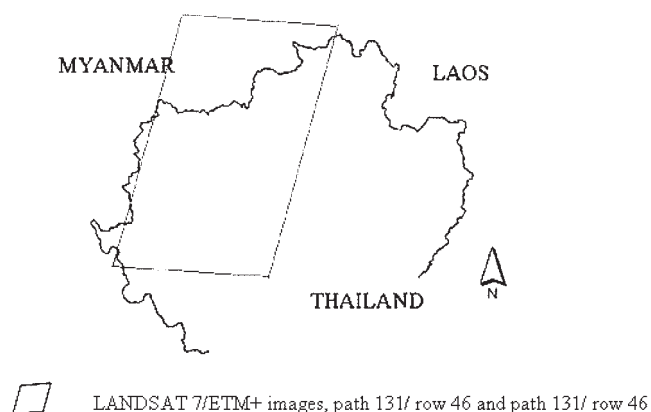 MYANMAR
LAOS
THAILAND
N
LANDSAT 7/ETM+ images, path 131/ row 46 and path 131/ row 46